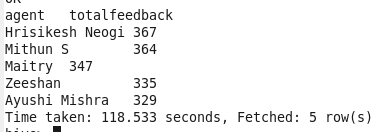 OK
agent	totalfeedback
Hrisikesh Neogi	367
Mithun S	364
Maitry	347
Zeeshan	335
Ayushi Mishra	329
Time taken: 118.533 seconds, Fetched: 5 row(s)
hive>